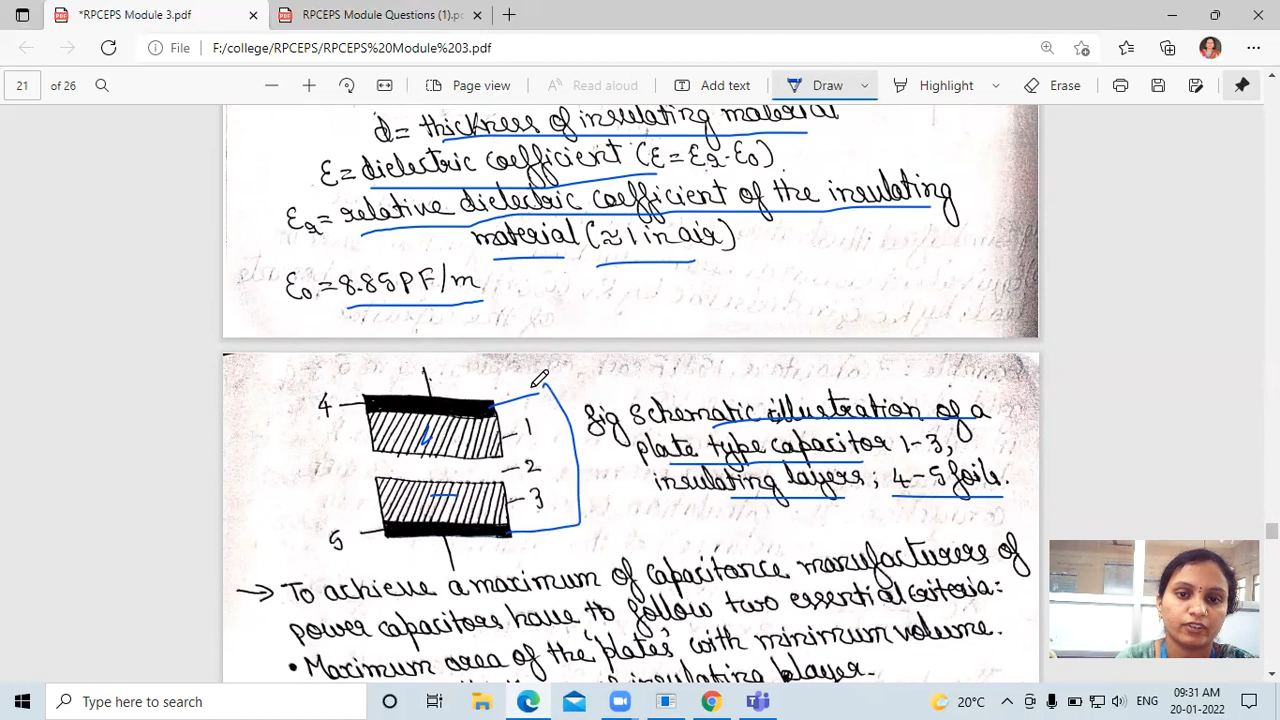 *RPCEPS Module 3.pdf
RPCEPS Module Questions (1).pc
File
F:/college/RPCEPS/RPCEPS%20Module%203.pdf
21 of 26
Page view
Read aloud
Add text
Draw
Highlight
Erase
d= thickness of insulating material
ε= dielectric coefficient (ε= εr.ε0)
εr= relative dielectric coefficient of the insulating
material (≈1 in air)
ε0 = 8.85 PF/m
4
1
2
3
5
fig Schematic illustration of a
plate type capacitor 1-3,
insulating layers; 4-5 foils.
→ To achieve a maximum of capacitance manufacturers of
power capacitors have to follow two essential criteria:
• Maximum area of the 'plates' with minimum volume.
insulating layer.
Type here to search
20°C
ENG
09:31 AM
20-01-2022